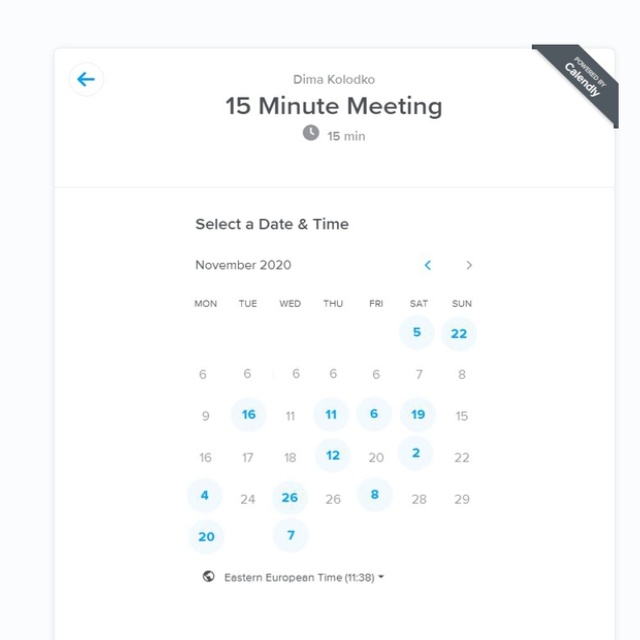 POWERED BY
Calendly
Dima Kolodko
15 Minute Meeting
15 min
Select a Date & Time
November 2020
MON TUE WED THU FRI SAT SUN
5 22
6 6 6 6 6 7 8
9 16 11 11 6 19 15
16 17 18 12 20 2 22
4 24 26 26 8 28 29
20 7
Eastern European Time (11:38)